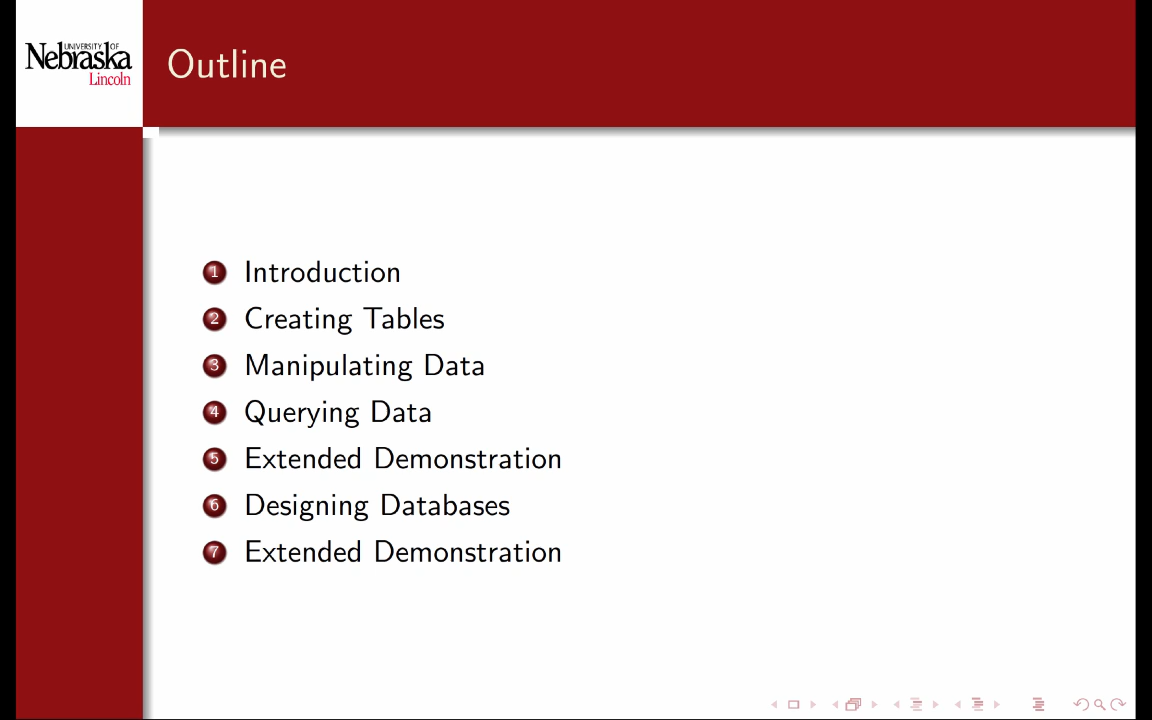 UNIVERSITY OF
Nebraska
Lincoln
Outline
1 Introduction
2 Creating Tables
3 Manipulating Data
4 Querying Data
5 Extended Demonstration
6 Designing Databases
7 Extended Demonstration